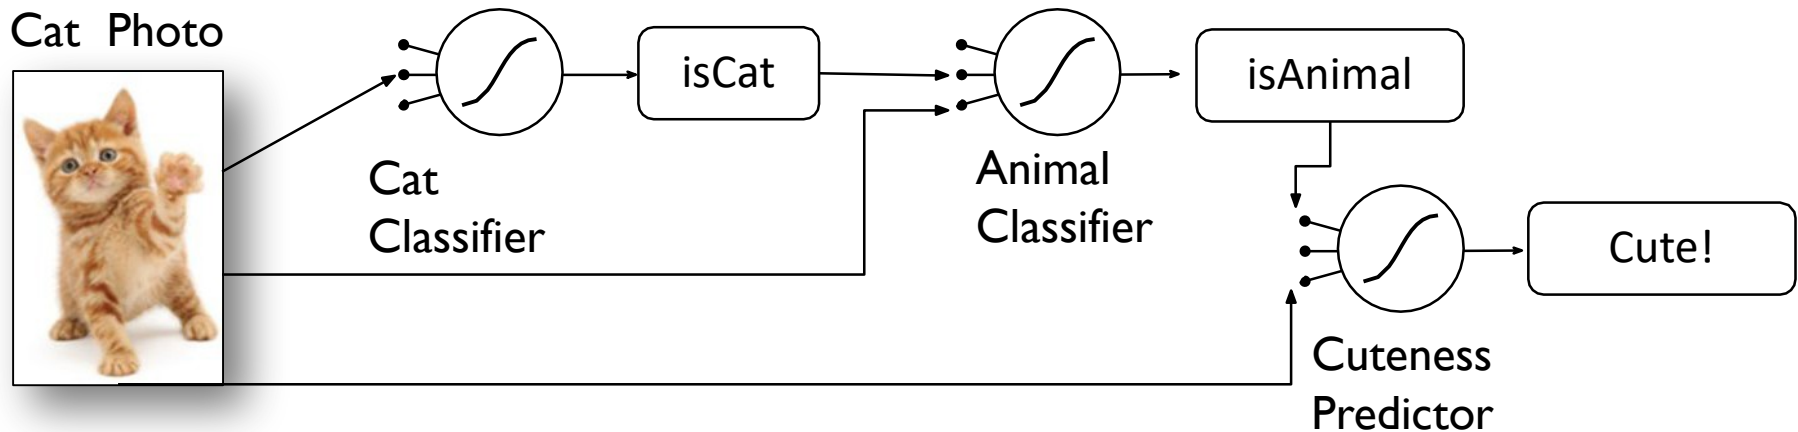 Cat Photo
isCat
isAnimal
Cat
Classifier
Animal
Classifier
Cute!
Cuteness
Predictor